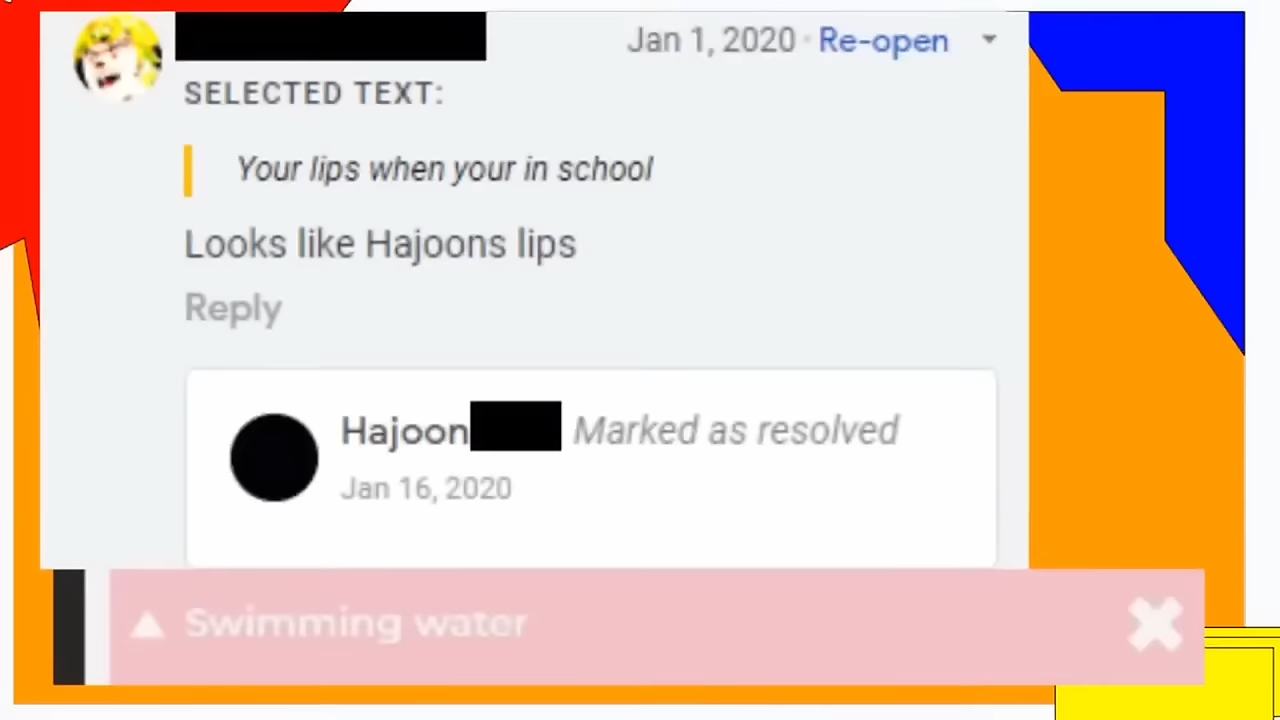 Jan 1, 2020 · Re-open
SELECTED TEXT:
Your lips when your in school
Looks like Hajoons lips
Reply
Hajoon Marked as resolved
Jan 16, 2020
Swimming water